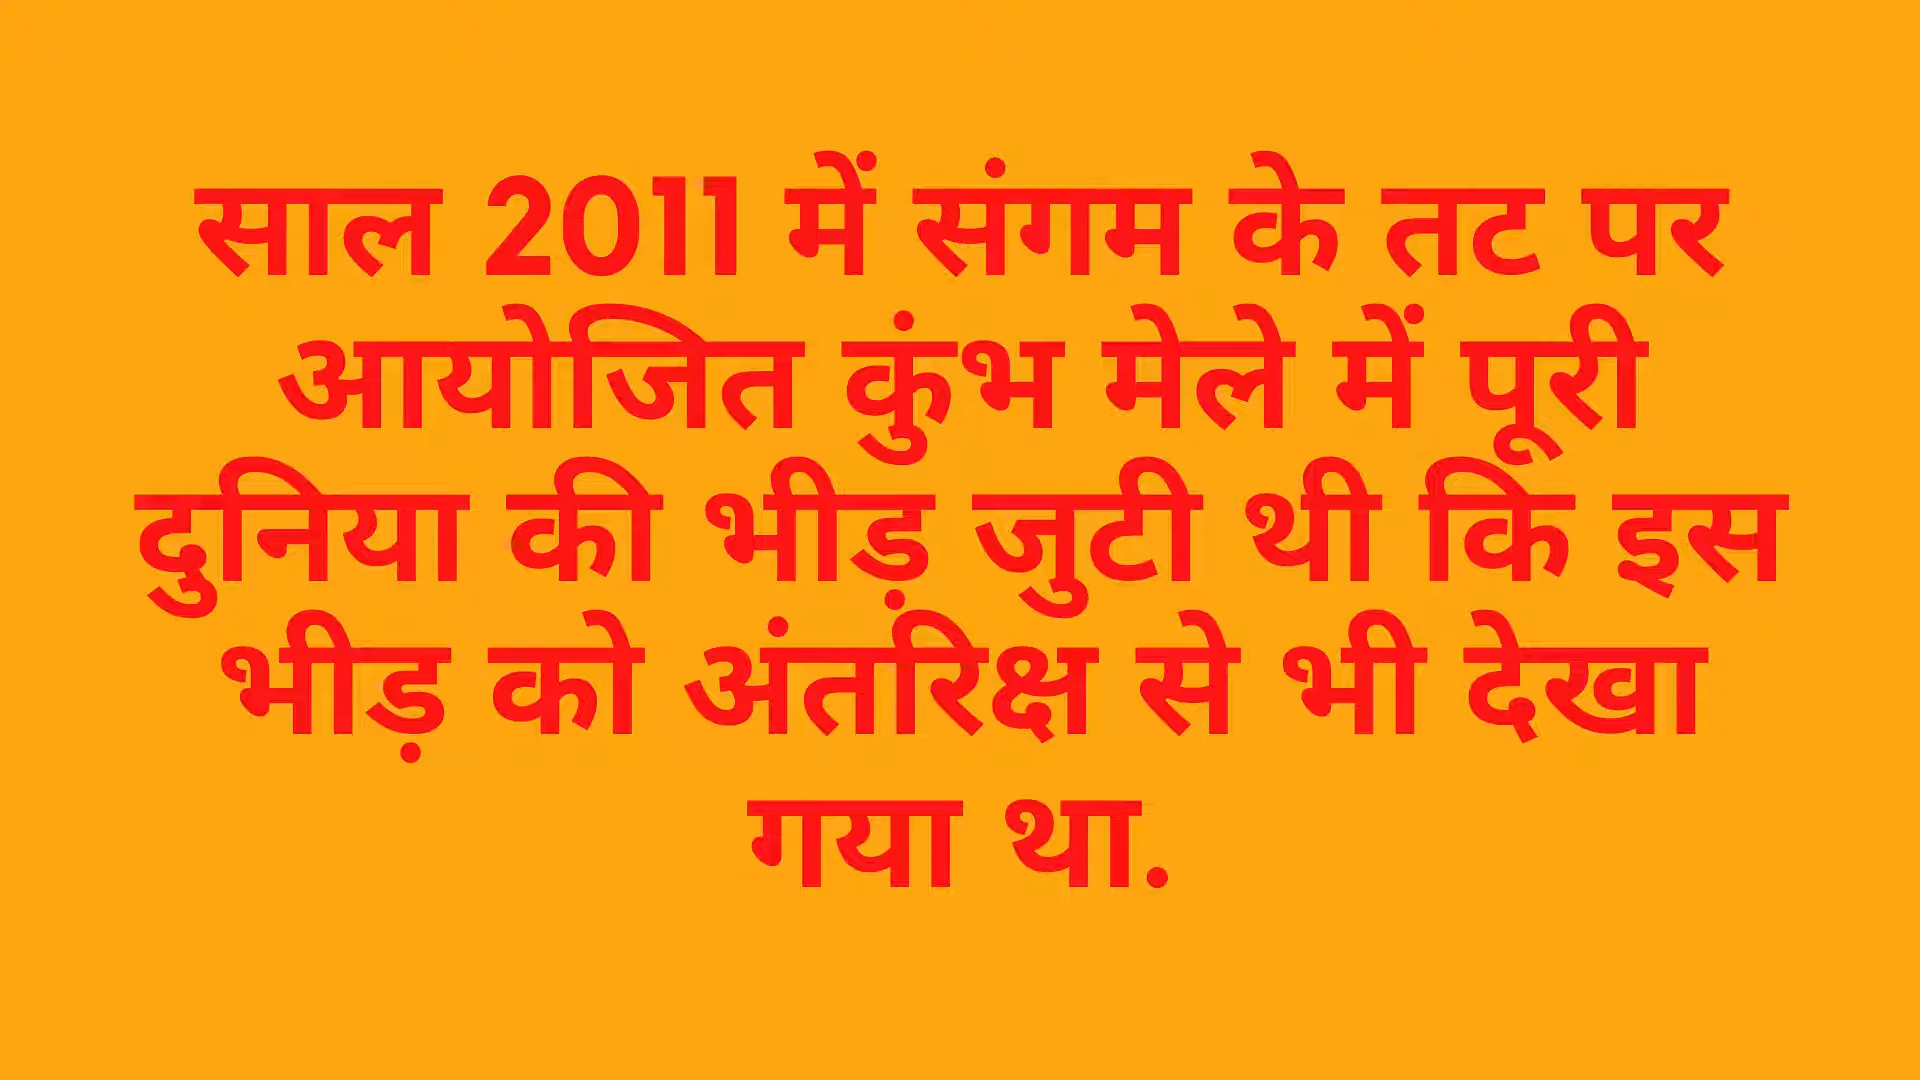 साल 2011 में संगम के तट पर
आयोजित कुंभ मेले में पूरी
दुनिया की भीड़ जुटी थी कि इस
भीड़ को अंतरिक्ष से भी देखा
गया था.